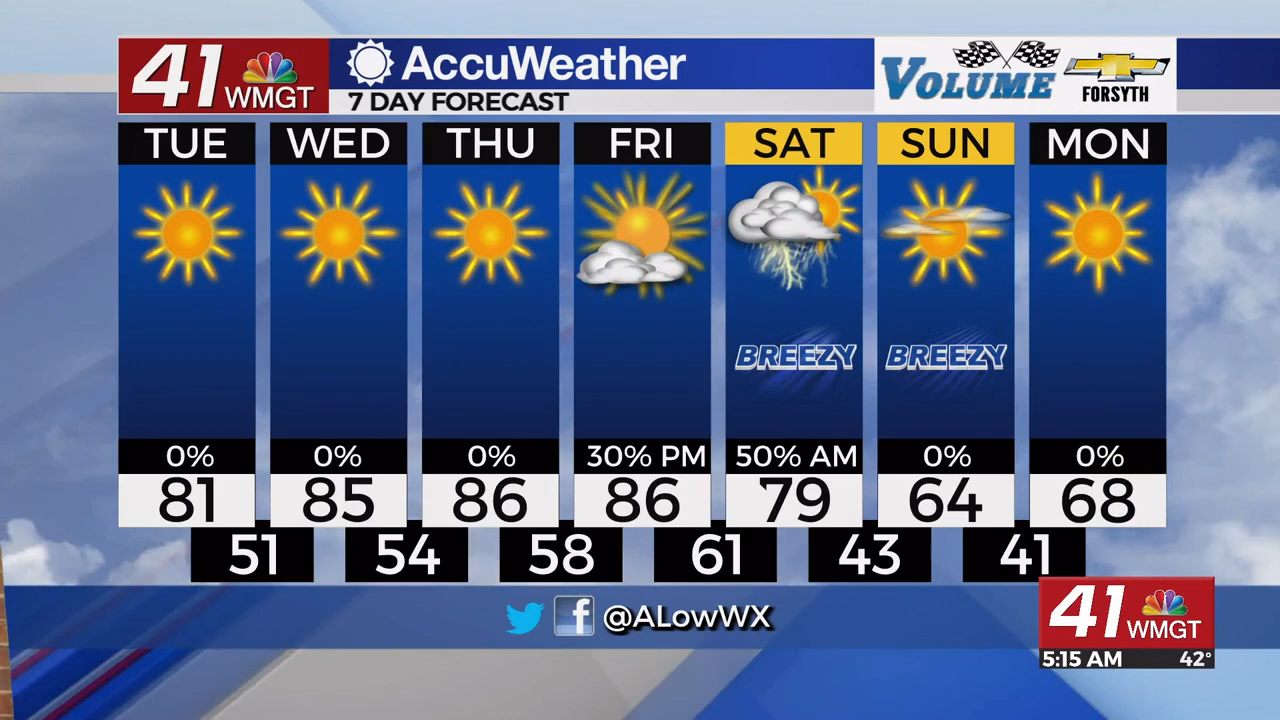 41 WMGT
AccuWeather
7 DAY FORECAST
VOLUME
FORSYTH
TUE WED THU FRI SAT SUN MON
BREEZY BREEZY
0% 0% 0% 30% PM 50% AM 0% 0%
81 85 86 86 79 64 68
51 54 58 61 43 41
f @ALowWX
41 WMGT
5:15 AM 42°